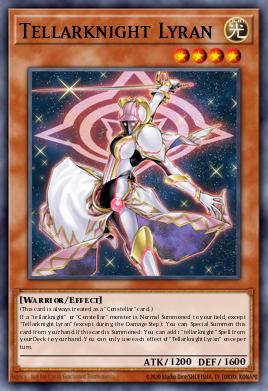 TELLARKNIGHT LYRAN
光
[WARRIOR/EFFECT]
(This card is always treated as a "Constellar" card.)
If a "Tellarknight" or "Constellar" monster is Normal Summoned to your field, except
"Tellarknight Lyran" (except during the Damage Step): You can Special Summon this
card from your hand. If this card is Summoned: You can add 1 "tellarknight" Spell from
your Deck to your hand. You can only use each effect of "Tellarknight Lyran" once per
turn.
ATK/1200 DEF/1600
©2020 Studio Dice/SHUEISHA, TV TOKYO, KONAMI